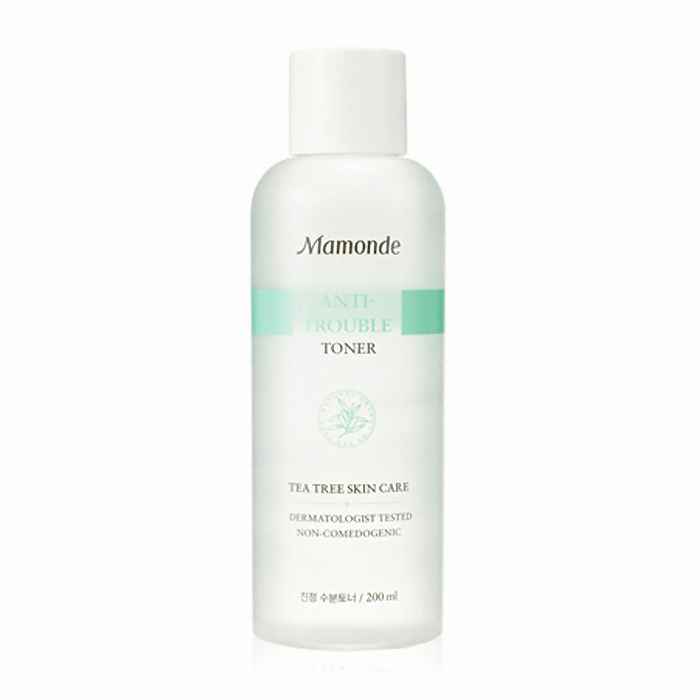 Mamonde
ANTI-
TROUBLE
TONER
TEA TREE SKIN CARE
DERMATOLOGIST TESTED
NON-COMEDOGENIC
진정 수분토너 / 200 ml